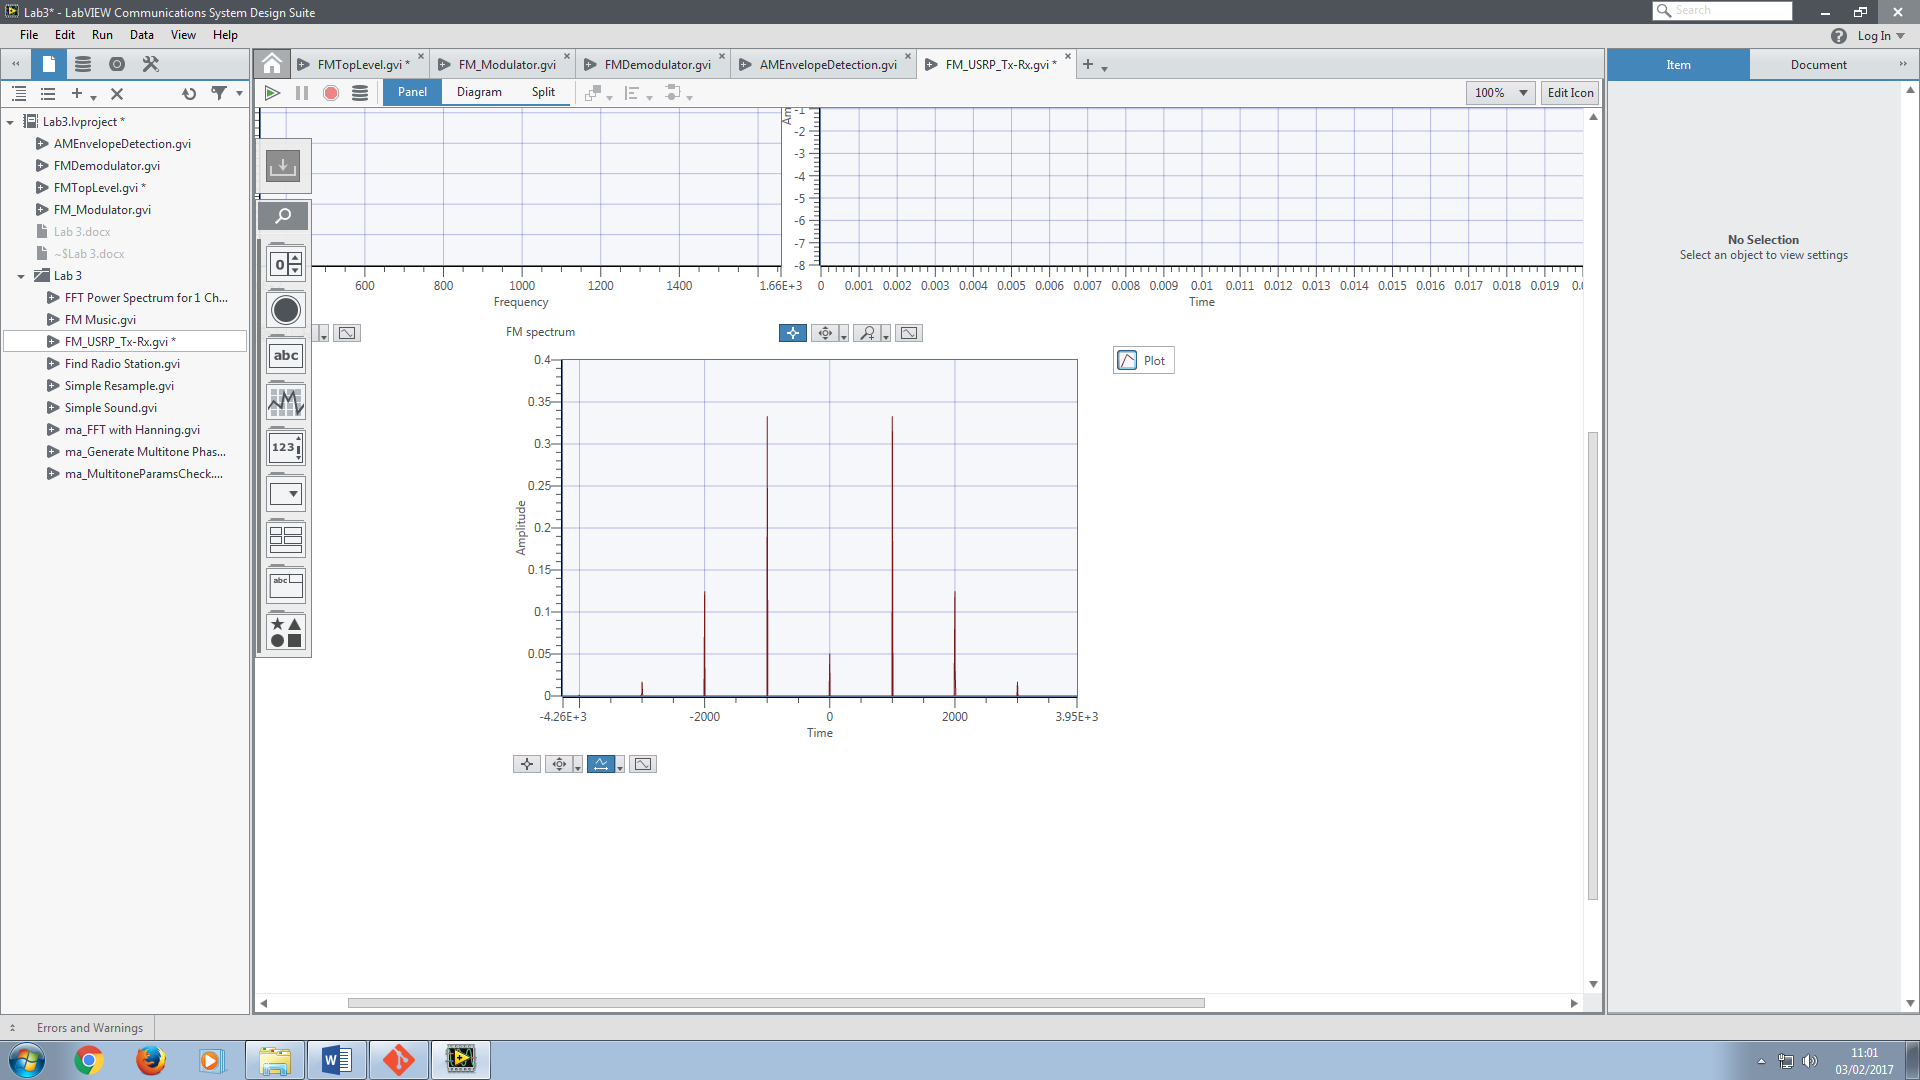 Lab3* - LabVIEW Communications System Design Suite
Search
File Edit Run Data View Help
Log In
FMTopLevel.gvi *
FM_Modulator.gvi
FMDemodulator.gvi
AMEnvelopeDetection.gvi
FM_USRP_Tx-Rx.gvi *
Item
Document
Panel
Diagram
Split
100%
Edit Icon
Lab3.lvproject *
AMEnvelopeDetection.gvi
FMDemodulator.gvi
FMTopLevel.gvi *
FM_Modulator.gvi
Lab 3.docx
~$Lab 3.docx
Lab 3
FFT Power Spectrum for 1 Ch...
FM Music.gvi
FM_USRP_Tx-Rx.gvi *
Find Radio Station.gvi
Simple Resample.gvi
Simple Sound.gvi
ma_FFT with Hanning.gvi
ma_Generate Multitone Phas...
ma_MultitoneParamsCheck....
0
abc
123
abc
600 800 1000 1200 1400 1.66E+3
Frequency
Am
-1
-2
-3
-4
-5
-6
-7
-8
0 0.001 0.002 0.003 0.004 0.005 0.006 0.007 0.008 0.009 0.01 0.011 0.012 0.013 0.014 0.015 0.016 0.017 0.018 0.019
Time
FM spectrum
Plot
Amplitude
0.4
0.35
0.3
0.25
0.2
0.15
0.1
0.05
0
-4.26E+3 -2000 0 2000 3.95E+3
Time
No Selection
Select an object to view settings
Errors and Warnings
11:01
03/02/2017